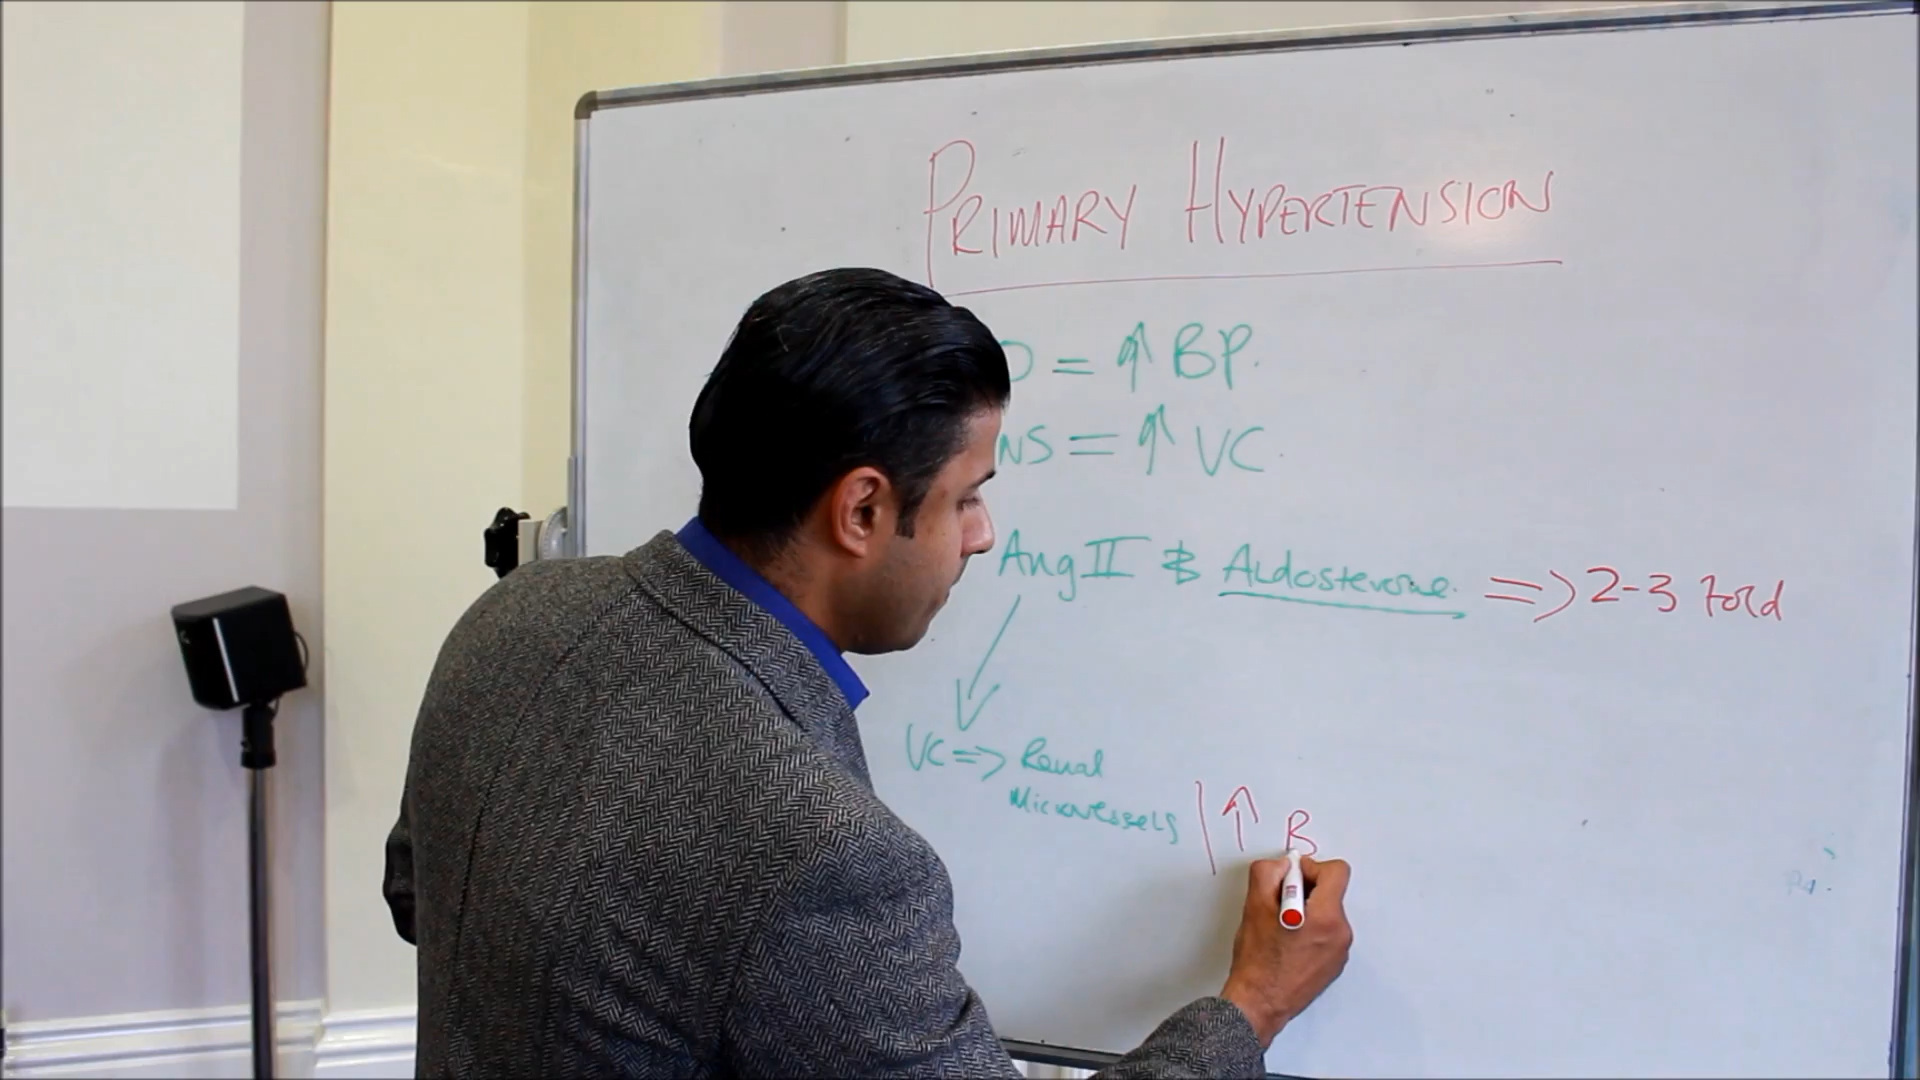 PRIMARY HYPERTENSION
O = ↑ BP.
NS = ↑ VC.
Ang II & Aldosterone. => 2-3 fold
VC => Renal
Microvessels | ↑ B